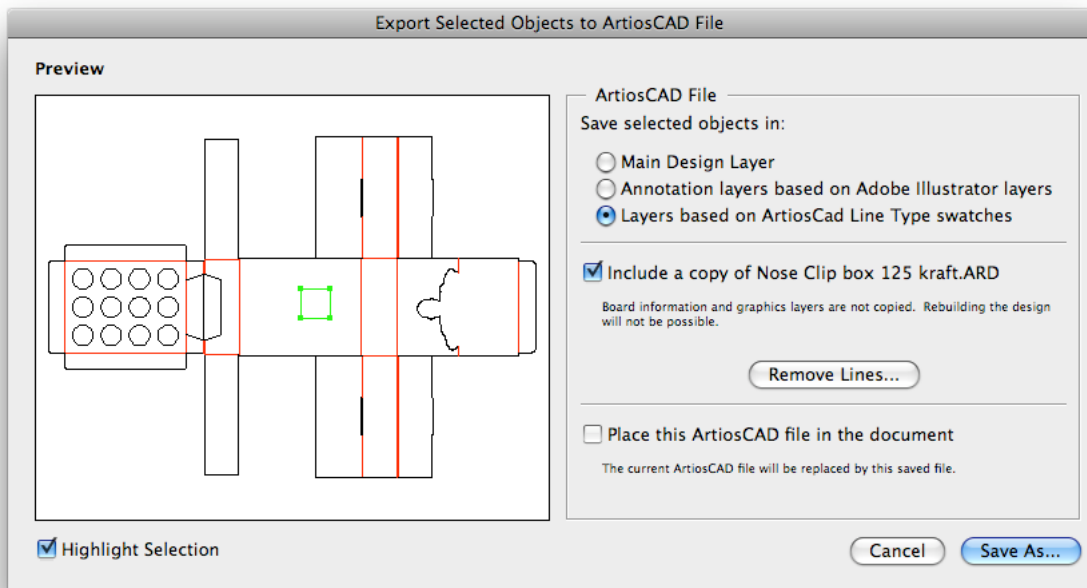 Export Selected Objects to ArtiosCAD File
Preview
ArtiosCAD File
Save selected objects in:
Main Design Layer
Annotation layers based on Adobe Illustrator layers
Layers based on ArtiosCad Line Type swatches
Include a copy of Nose Clip box 125 kraft.ARD
Board information and graphics layers are not copied. Rebuilding the design
will not be possible.
Remove Lines...
Place this ArtiosCAD file in the document
The current ArtiosCAD file will be replaced by this saved file.
Highlight Selection
Cancel
Save As...